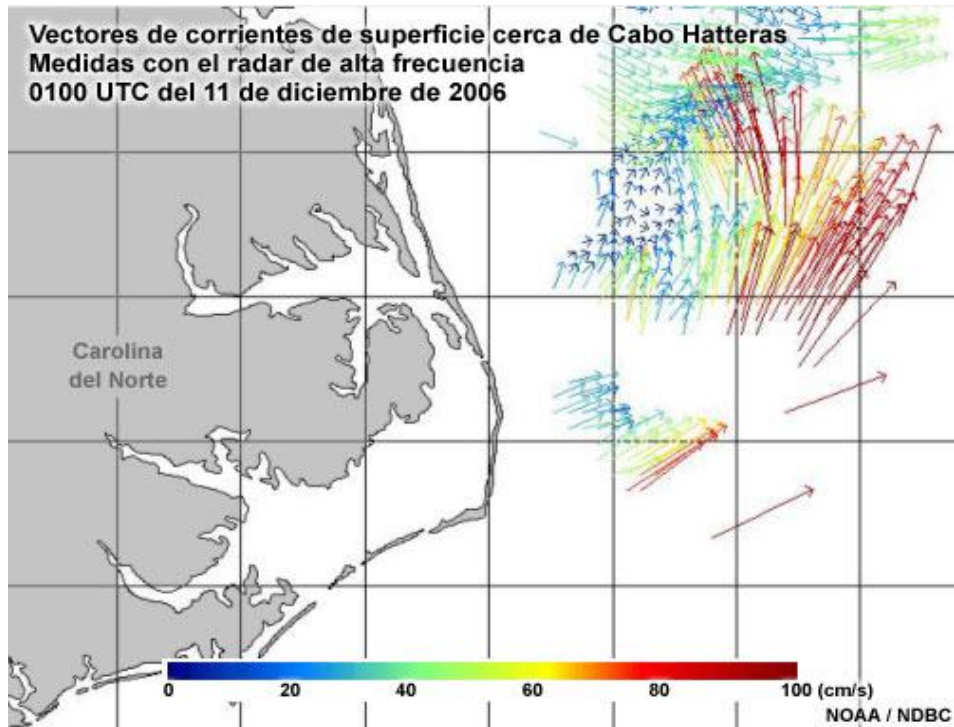 Vectores de corrientes de superficie cerca de Cabo Hatteras
Medidas con el radar de alta frecuencia
0100 UTC del 11 de diciembre de 2006
Carolina
del Norte
0 20 40 60 80 100 (cm/s)
NOAA / NDBC